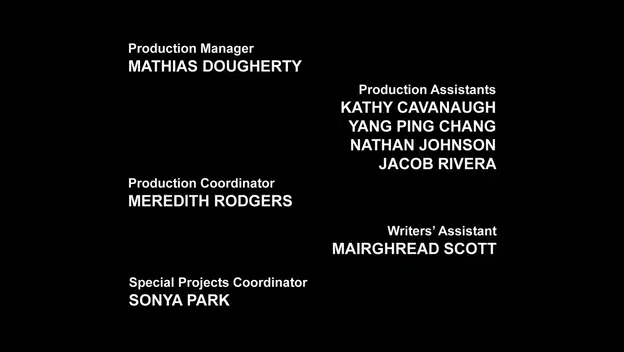 Production Manager
MATHIAS DOUGHERTY
Production Assistants
KATHY CAVANAUGH
YANG PING CHANG
NATHAN JOHNSON
JACOB RIVERA
Production Coordinator
MEREDITH RODGERS
Writers’ Assistant
MAIRGHREAD SCOTT
Special Projects Coordinator
SONYA PARK